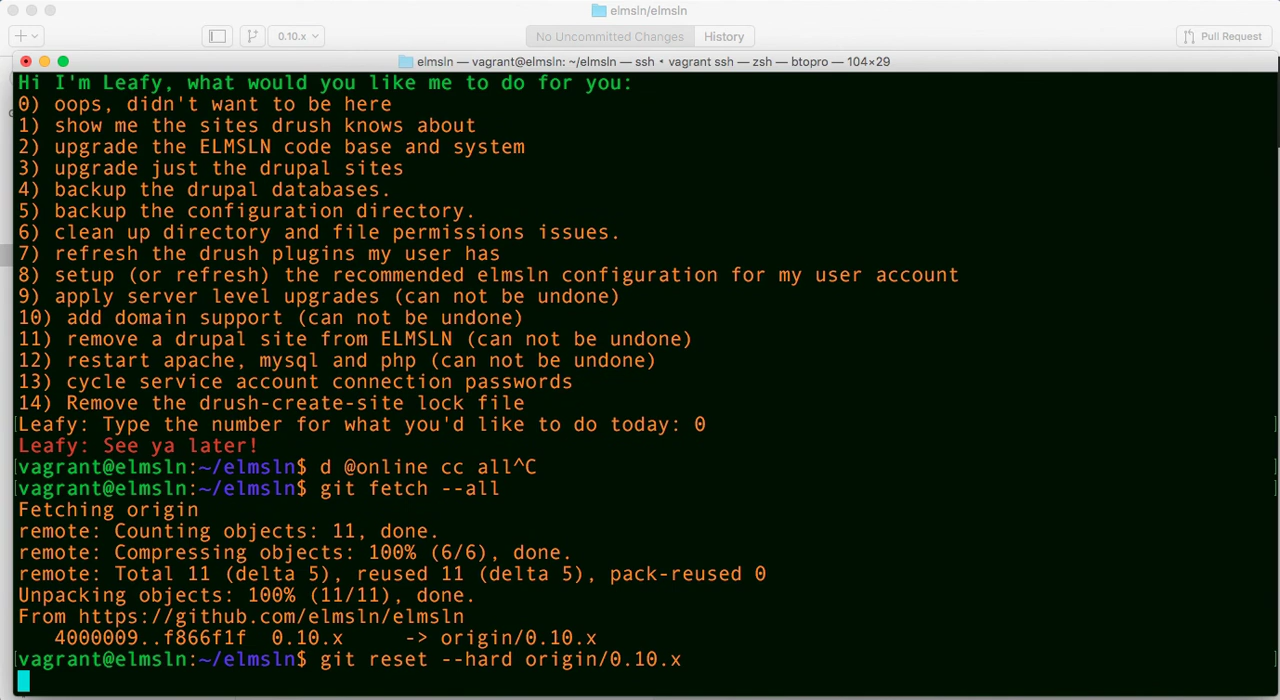 elmsln/elmsln
0.10.x
No Uncommitted Changes
History
Pull Request
elmsln — vagrant@elmsln: ~/elmsln — ssh • vagrant ssh — zsh — btopro — 104×29
Hi I'm Leafy, what would you like me to do for you:
0) oops, didn't want to be here
1) show me the sites drush knows about
2) upgrade the ELMSLN code base and system
3) upgrade just the drupal sites
4) backup the drupal databases.
5) backup the configuration directory.
6) clean up directory and file permissions issues.
7) refresh the drush plugins my user has
8) setup (or refresh) the recommended elmsln configuration for my user account
9) apply server level upgrades (can not be undone)
10) add domain support (can not be undone)
11) remove a drupal site from ELMSLN (can not be undone)
12) restart apache, mysql and php (can not be undone)
13) cycle service account connection passwords
14) Remove the drush-create-site lock file
Leafy: Type the number for what you'd like to do today: 0
Leafy: See ya later!
vagrant@elmsln:~/elmsln$ d @online cc all^C
vagrant@elmsln:~/elmsln$ git fetch --all
Fetching origin
remote: Counting objects: 11, done.
remote: Compressing objects: 100% (6/6), done.
remote: Total 11 (delta 5), reused 11 (delta 5), pack-reused 0
Unpacking objects: 100% (11/11), done.
From https://github.com/elmsln/elmsln
4000009..f866f1f  0.10.x     -> origin/0.10.x
vagrant@elmsln:~/elmsln$ git reset --hard origin/0.10.x